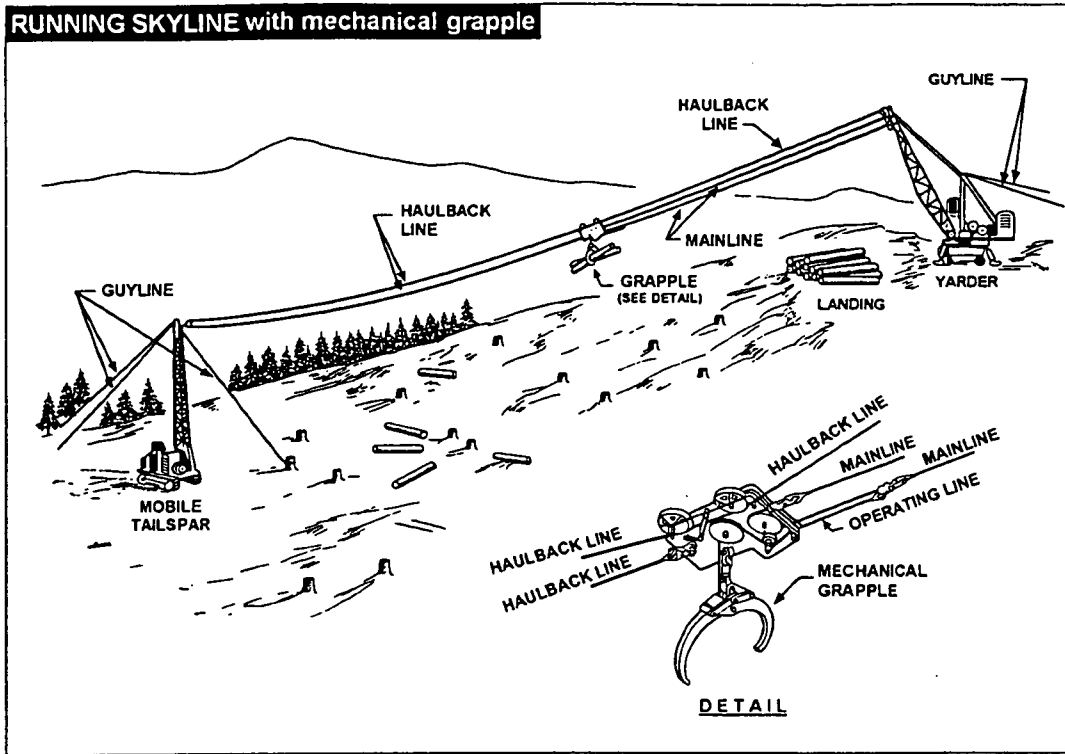 RUNNING SKYLINE with mechanical grapple
GUYLINE
HAULBACK
LINE
HAULBACK
LINE
MAINLINE
GUYLINE
GRAPPLE
(SEE DETAIL)
LANDING
YARDER
MOBILE
TAILSPAR
HAULBACK LINE
MAINLINE
MAINLINE
OPERATING LINE
HAULBACK LINE
HAULBACK LINE
MECHANICAL
GRAPPLE
DETAIL